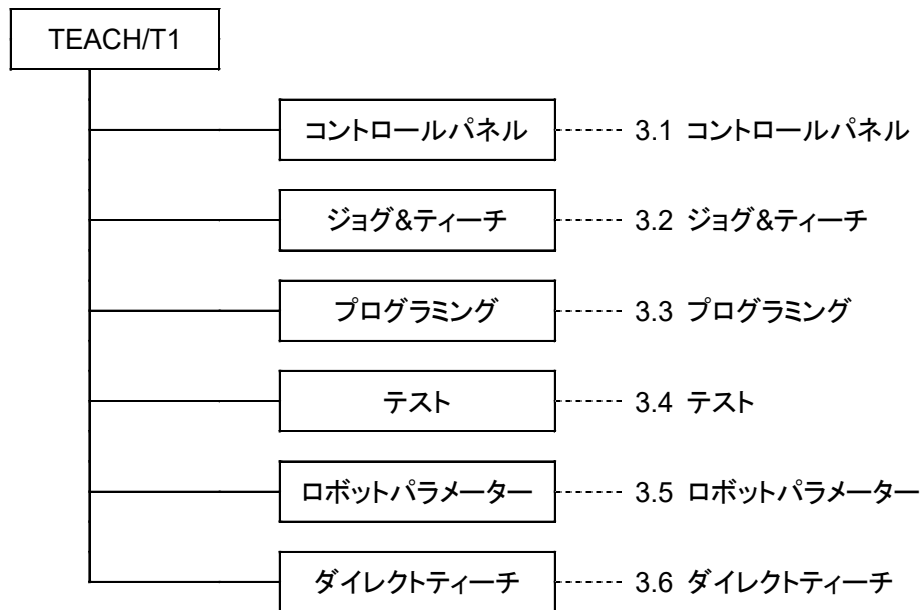 TEACH/T1
コントロールパネル 3.1 コントロールパネル
ジョグ&ティーチ 3.2 ジョグ&ティーチ
プログラミング 3.3 プログラミング
テスト 3.4 テスト
ロボットパラメーター 3.5 ロボットパラメーター
ダイレクトティーチ 3.6 ダイレクトティーチ